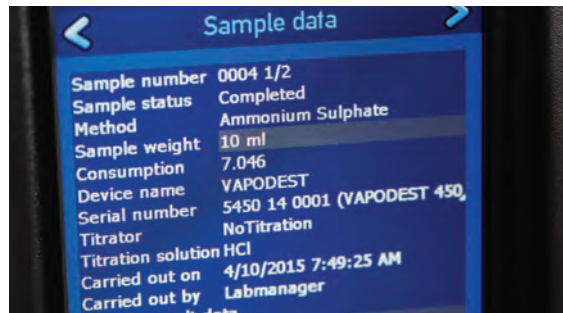 Sample data
Sample number 0004 1/2
Sample status Completed
Method Ammonium Sulphate
Sample weight 10 ml
Consumption 7.046
Device name VAPODEST
Serial number 5450 14 0001 (VAPODEST 450,
Titrator NoTitration
Titration solution HCl
Carried out on 4/10/2015 7:49:25 AM
Carried out by Labmanager